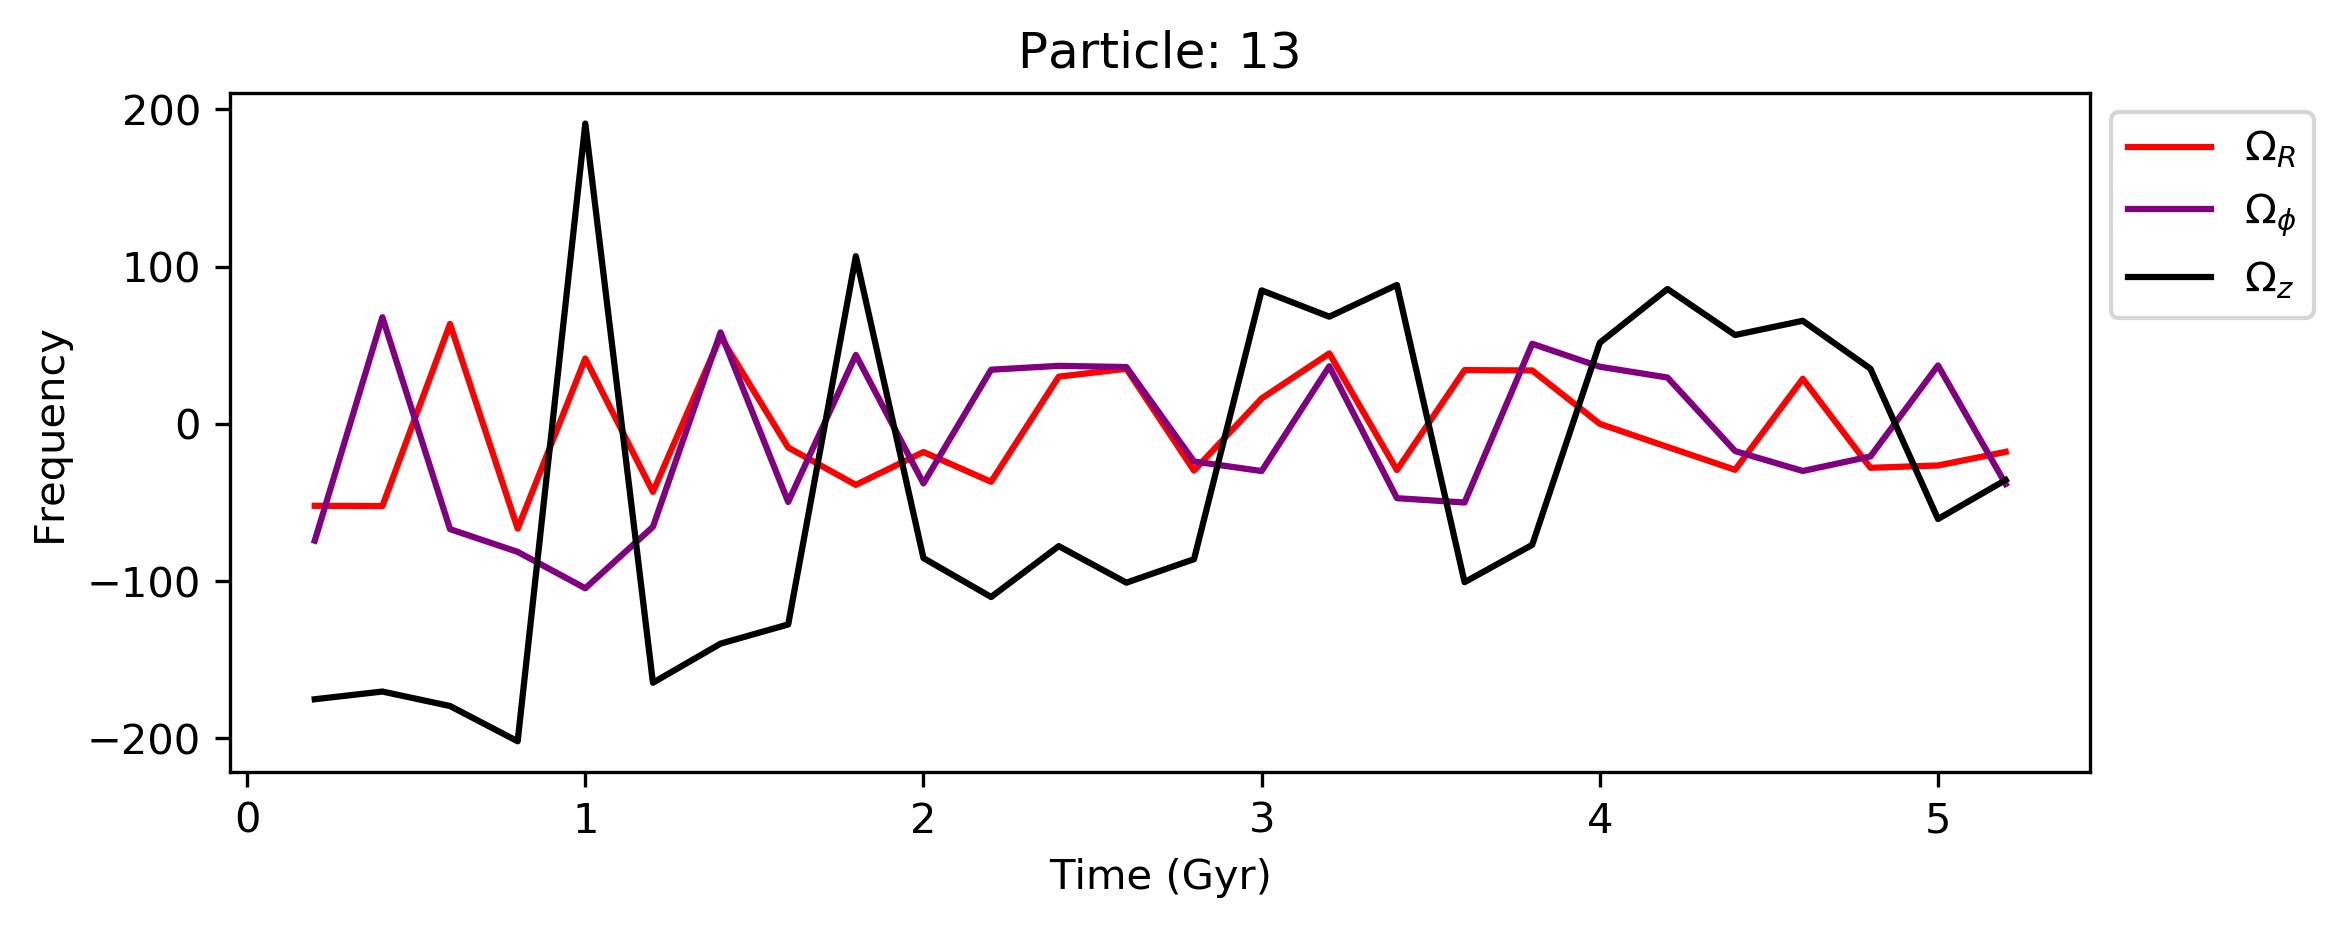 Particle: 13
200
100
0
−100
−200
Frequency
0 1 2 3 4 5
Time (Gyr)
Ω_R
Ω_ϕ
Ω_z